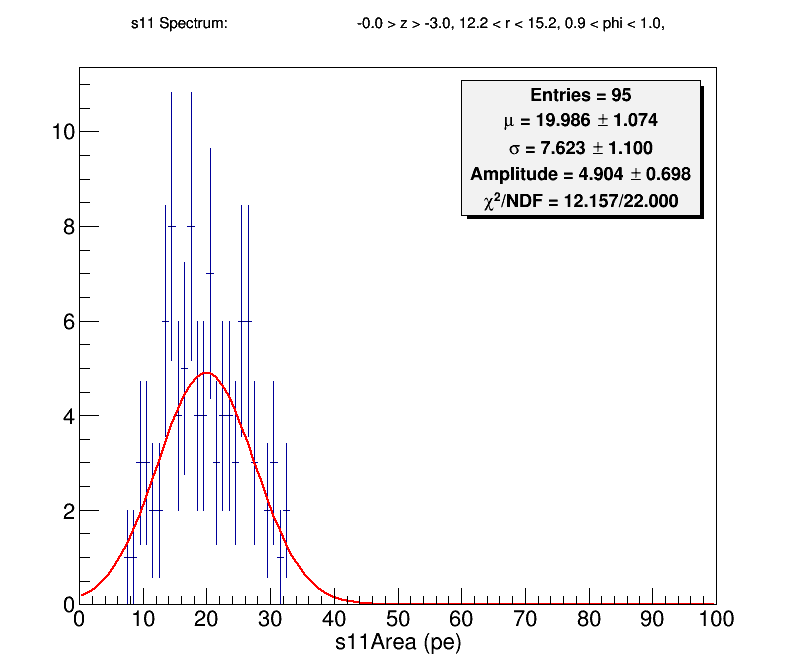 s11 Spectrum: -0.0 > z > -3.0, 12.2 < r < 15.2, 0.9 < phi < 1.0,
Entries = 95
μ = 19.986 ± 1.074
σ = 7.623 ± 1.100
Amplitude = 4.904 ± 0.698
χ²/NDF = 12.157/22.000
10
8
6
4
2
0
0 10 20 30 40 50 60 70 80 90 100
s11Area (pe)